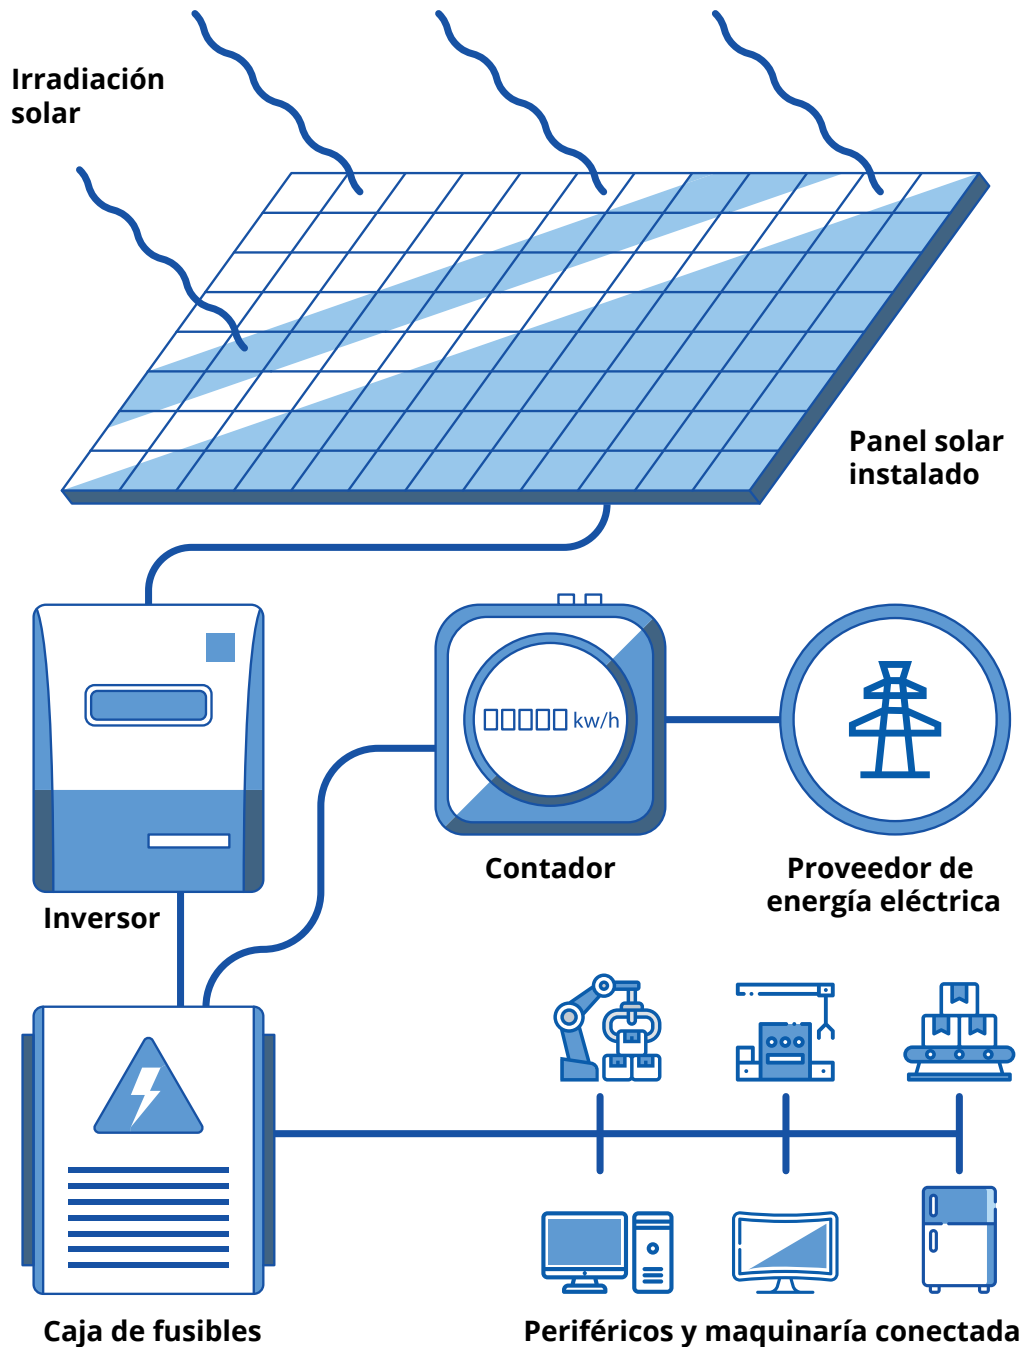 Irradiación
solar
Panel solar
instalado
kw/h
Contador
Proveedor de
energía eléctrica
Inversor
Caja de fusibles
Periféricos y maquinaría conectada